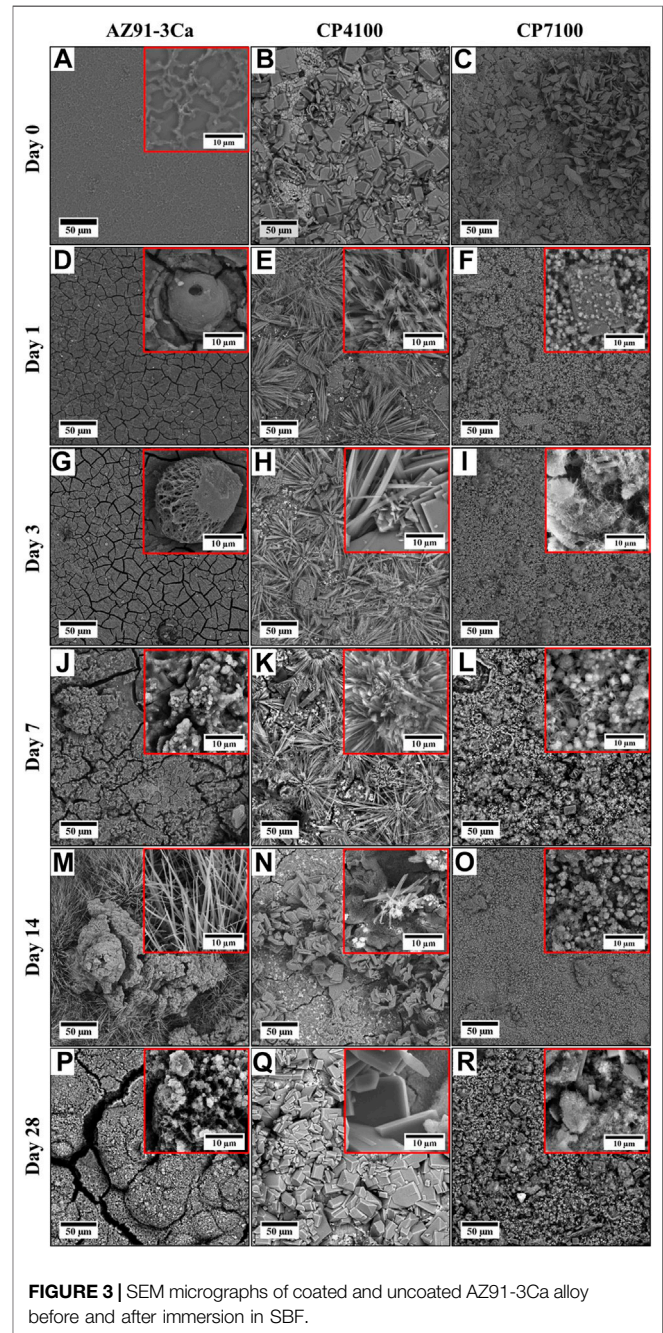 AZ91-3Ca CP4100 CP7100
Day 0
A
10 µm
50 µm
B
50 µm
C
50 µm
Day 1
D
10 µm
50 µm
E
10 µm
50 µm
F
10 µm
50 µm
Day 3
G
10 µm
50 µm
H
10 µm
50 µm
I
10 µm
50 µm
Day 7
J
10 µm
50 µm
K
10 µm
50 µm
L
10 µm
50 µm
Day 14
M
10 µm
50 µm
N
10 µm
50 µm
O
10 µm
50 µm
Day 28
P
10 µm
50 µm
Q
10 µm
50 µm
R
10 µm
50 µm
FIGURE 3 | SEM micrographs of coated and uncoated AZ91-3Ca alloy
before and after immersion in SBF.